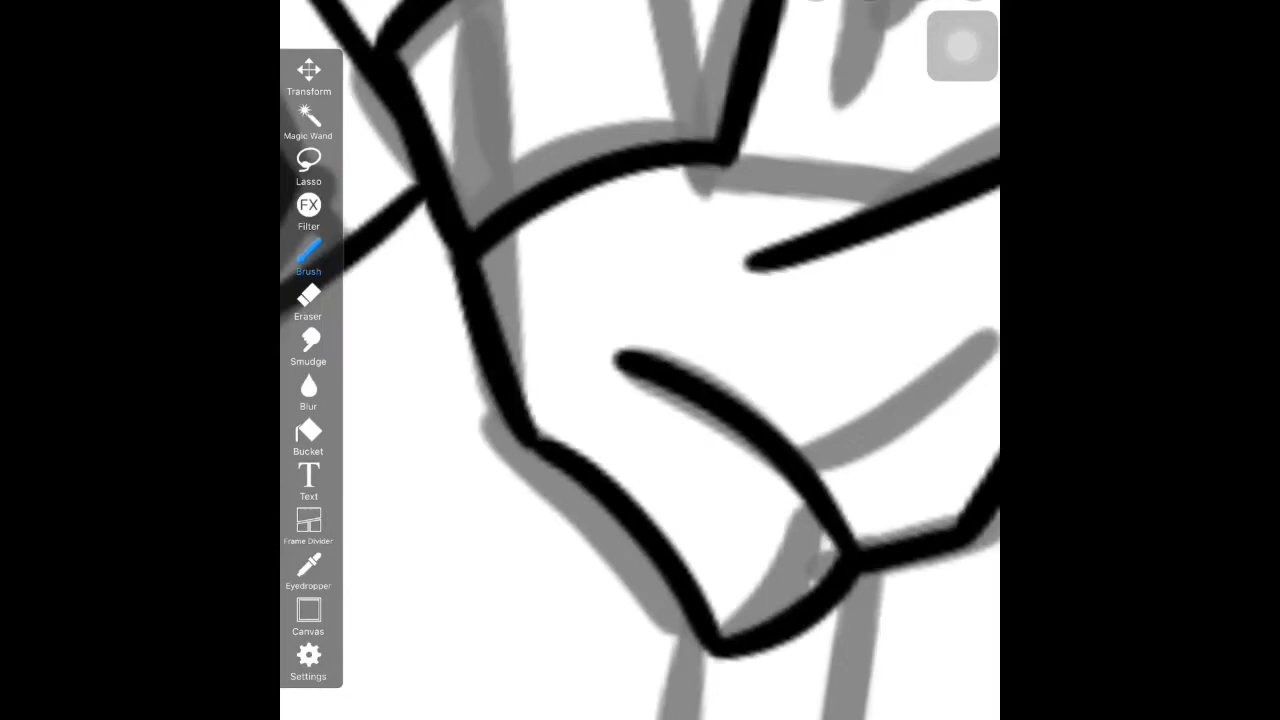 Transform
Magic Wand
Lasso
FX
Filter
Brush
Eraser
Smudge
Blur
Bucket
T
Text
Frame Divider
Eyedropper
Canvas
Settings